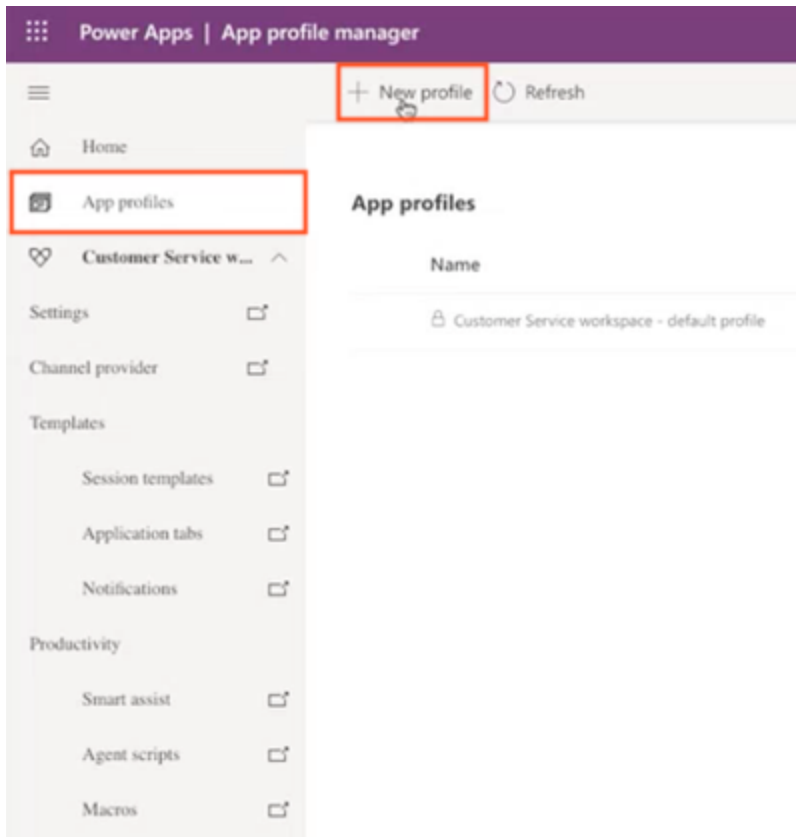 Power Apps | App profile manager
+ New profile Refresh
Home
App profiles
Customer Service w...
Settings
Channel provider
Templates
Session templates
Application tabs
Notifications
Productivity
Smart assist
Agent scripts
Macros
App profiles
Name
Customer Service workspace - default profile